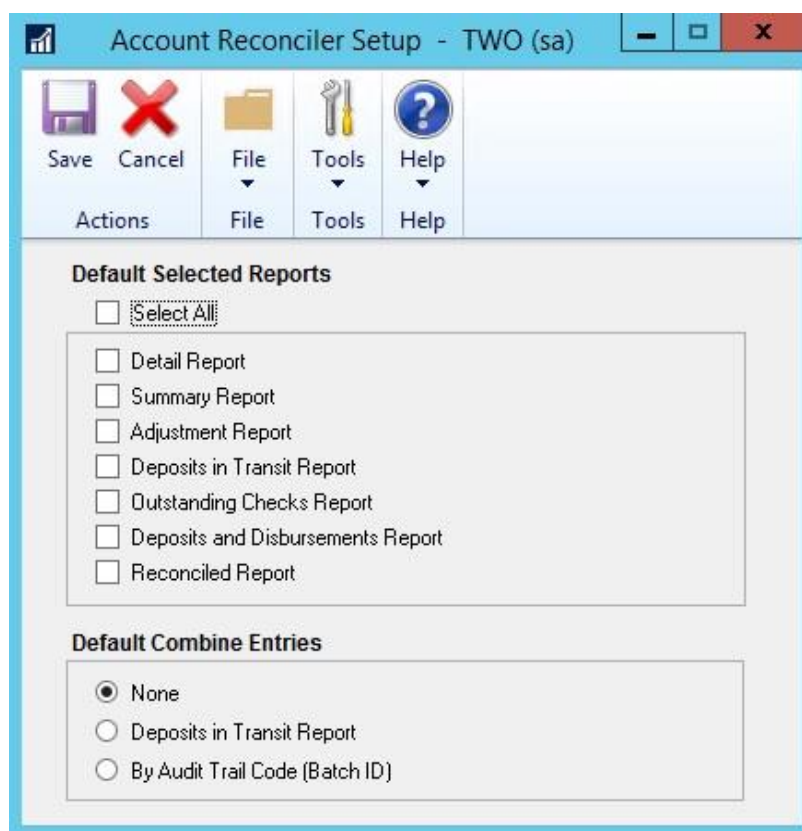 Account Reconciler Setup - TWO (sa)
Save Cancel File Tools Help
Actions File Tools Help
Default Selected Reports
Select All
Detail Report
Summary Report
Adjustment Report
Deposits in Transit Report
Outstanding Checks Report
Deposits and Disbursements Report
Reconciled Report
Default Combine Entries
None
Deposits in Transit Report
By Audit Trail Code (Batch ID)